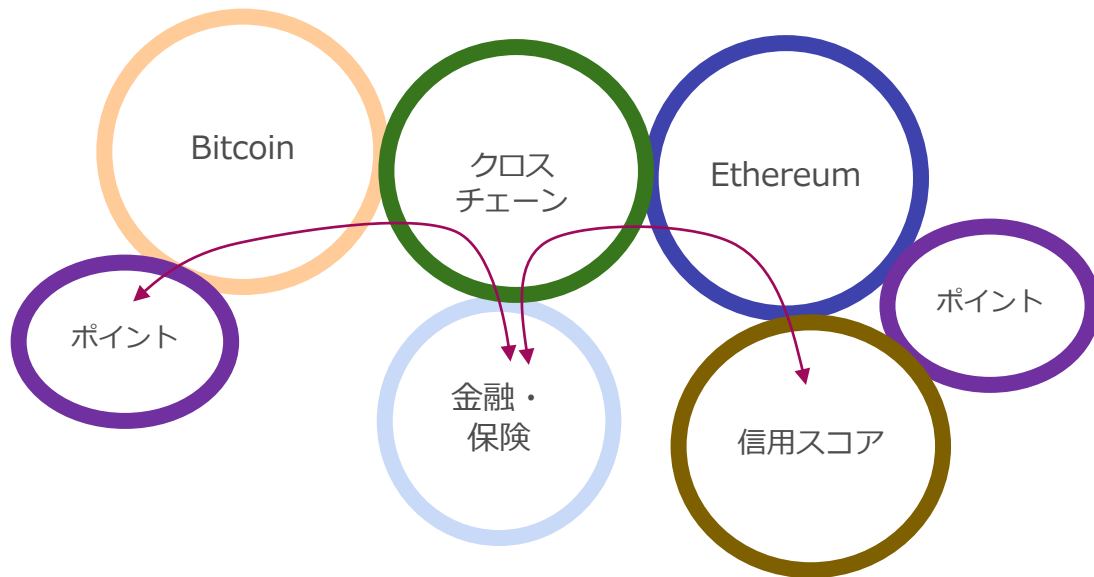 Bitcoin
クロス
チェーン
Ethereum
ポイント
ポイント
金融・
保険
信用スコア